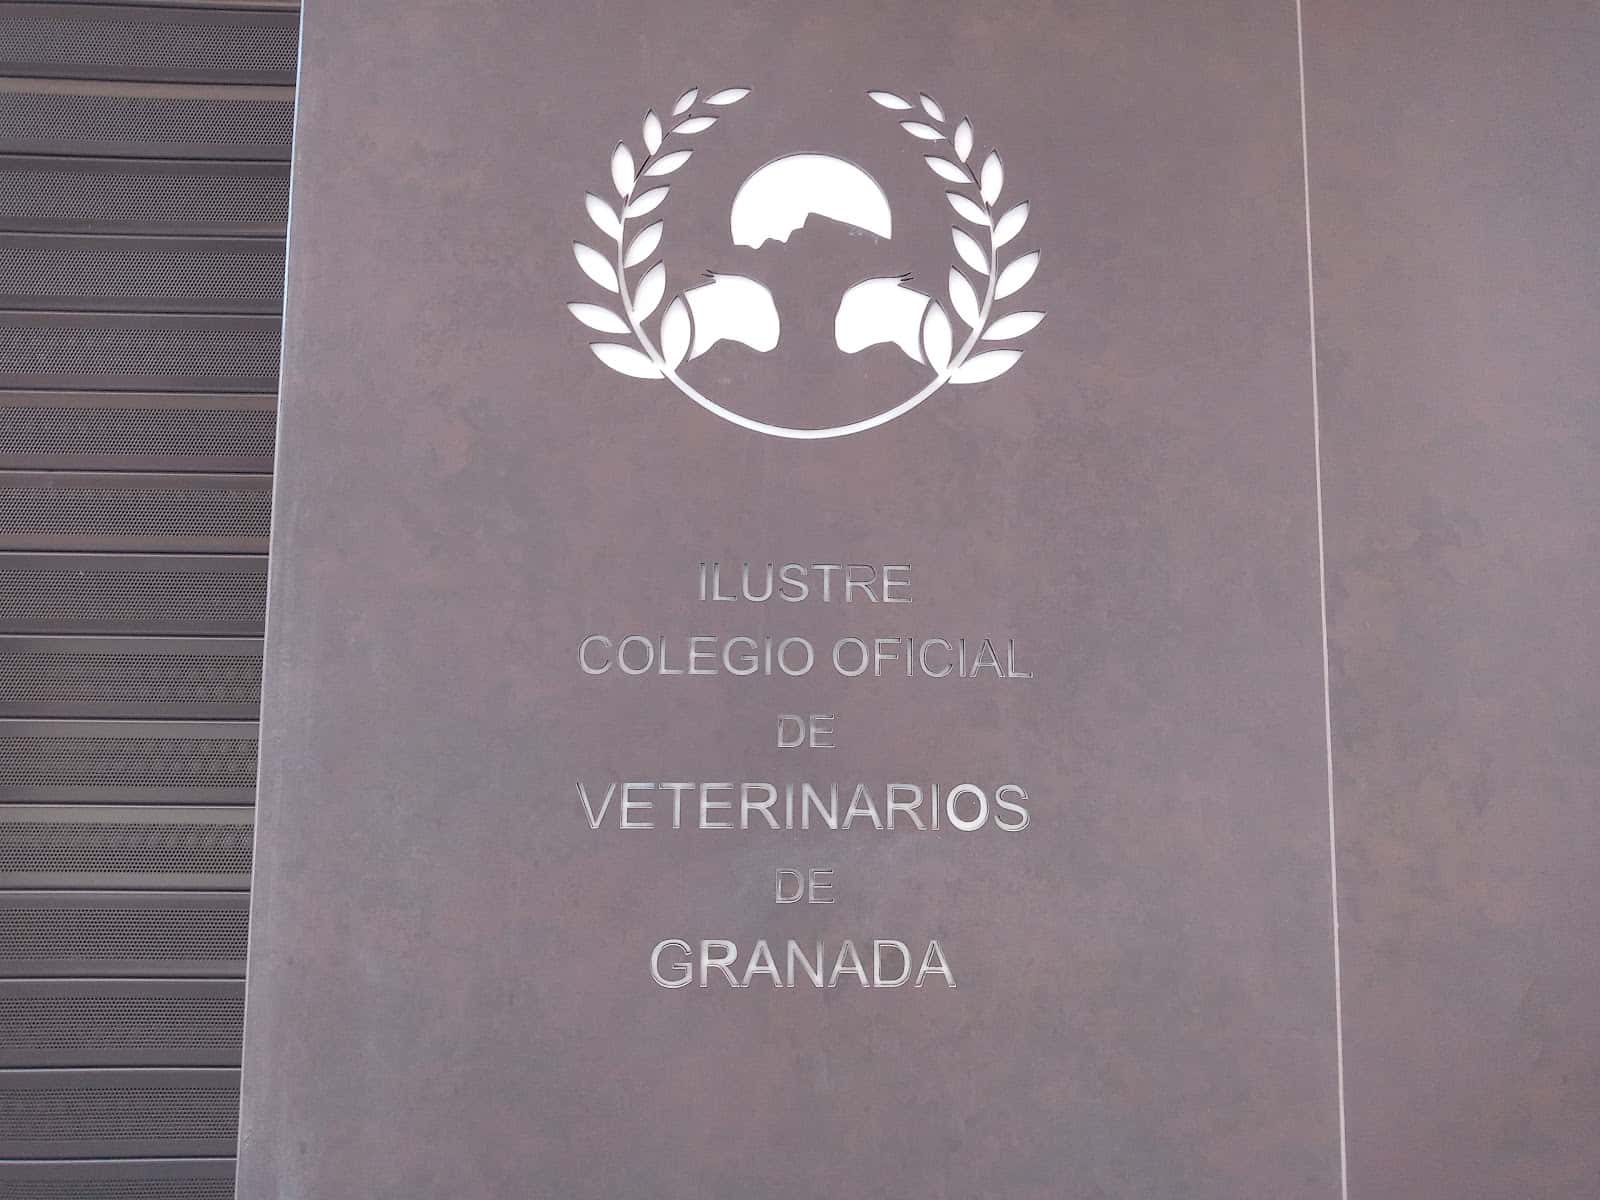 ILUSTRE
COLEGIO OFICIAL
DE
VETERINARIOS
DE
GRANADA